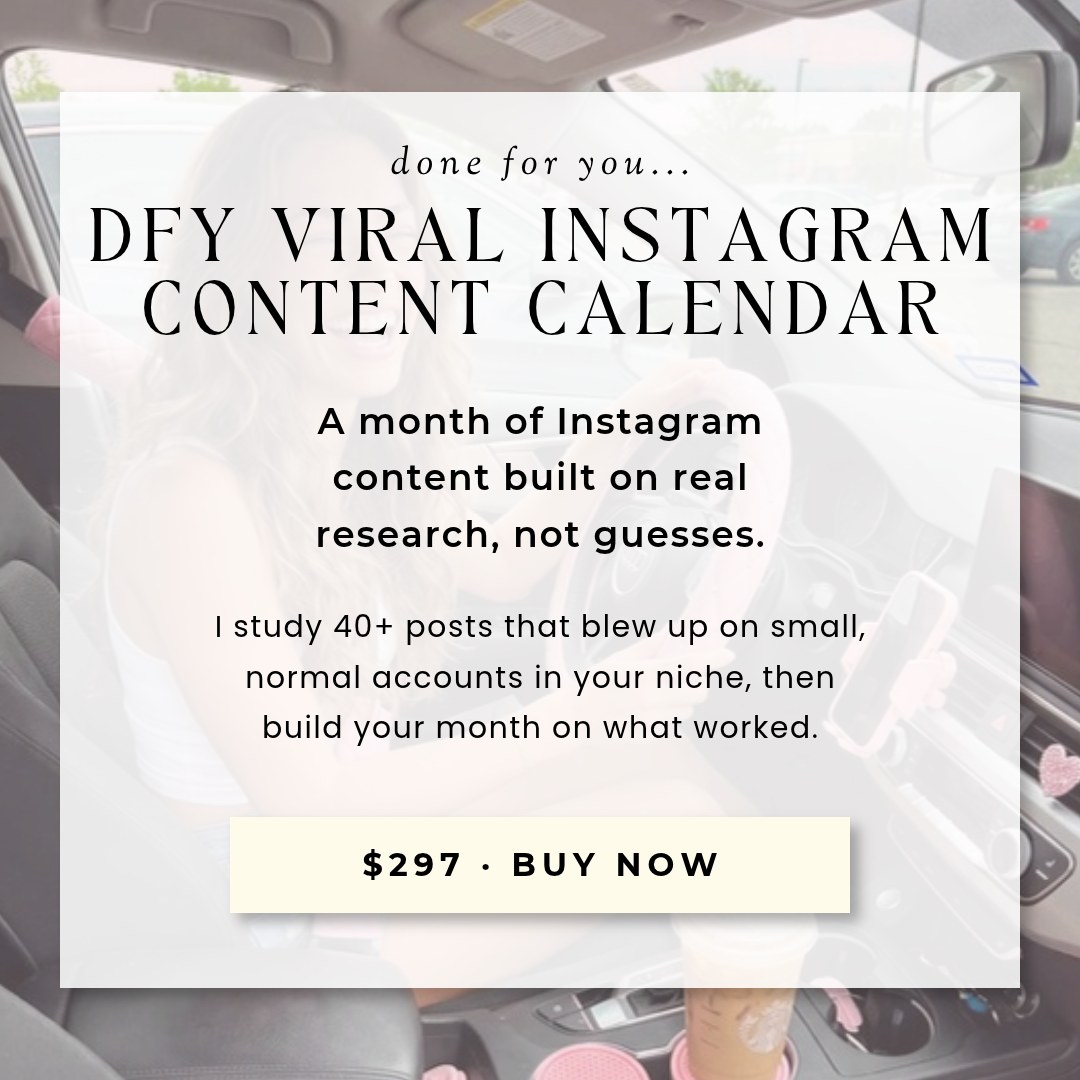 done for you...
DFY VIRAL INSTAGRAM
CONTENT CALENDAR
A month of Instagram
content built on real
research, not guesses.
I study 40+ posts that blew up on small,
normal accounts in your niche, then
build your month on what worked.
$297 · BUY NOW